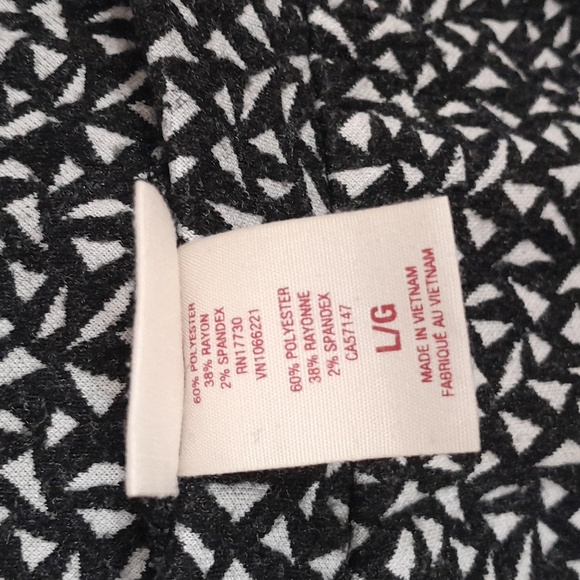 60% POLYESTER
38% RAYON
2% SPANDEX
RN17730
VN1066221
60% POLYESTER
38% RAYONNE
2% SPANDEX
CA57147
L/G
MADE IN VIETNAM
FABRIQUÉ AU VIETNAM